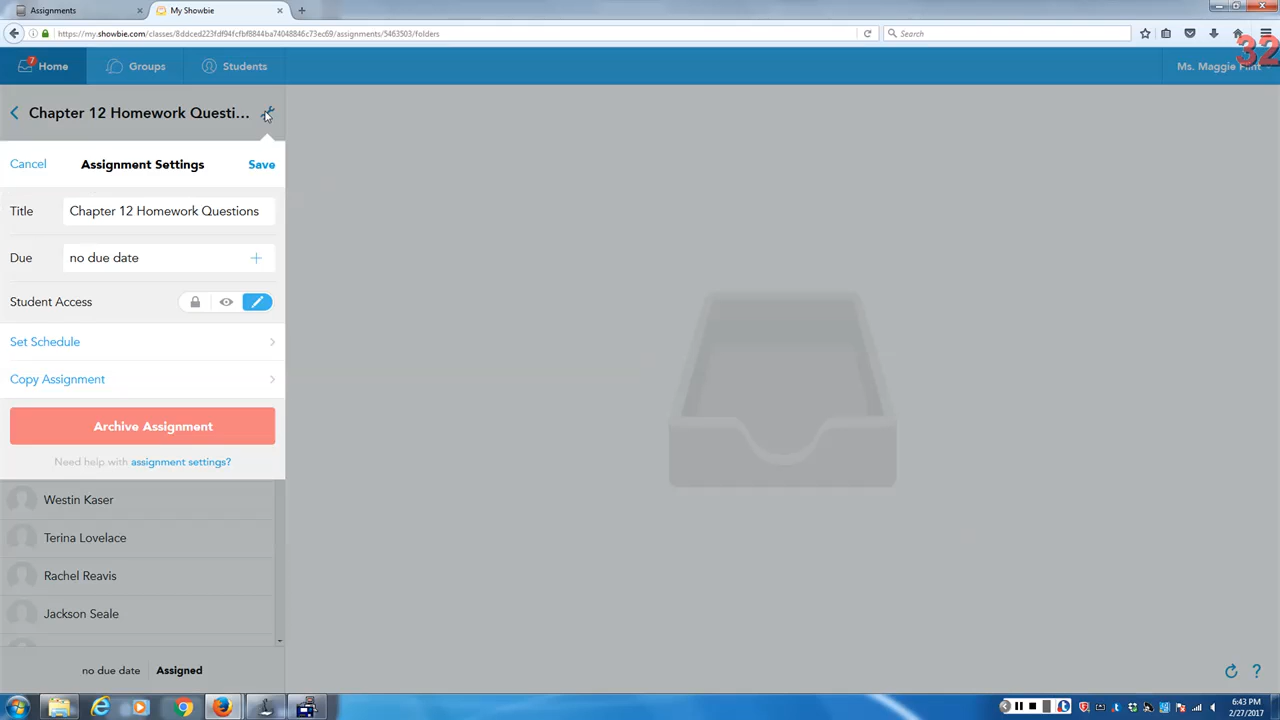 Assignments
My Showbie
https://my.showbie.com/classes/8ddced223fdf94fcfbf8844ba74048846c73ec69/assignments/5463503/folders
Search
7
Home
Groups
Students
Ms. Maggie Flint
32
Chapter 12 Homework Questi...
Cancel
Assignment Settings
Save
Title
Chapter 12 Homework Questions
Due
no due date
Student Access
Set Schedule
Copy Assignment
Archive Assignment
Need help with assignment settings?
Westin Kaser
Terina Lovelace
Rachel Reavis
Jackson Seale
no due date
Assigned
6:43 PM
2/27/2017